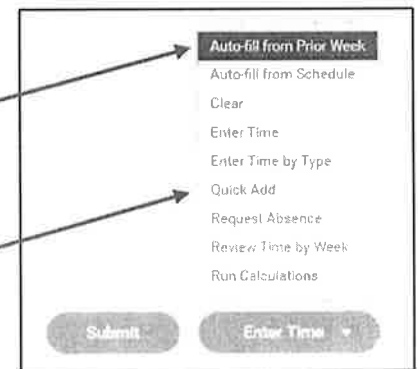 Auto-fill from Prior Week
Auto-fill from Schedule
Clear
Enter Time
Enter Time by Type
Quick Add
Request Absence
Review Time by Week
Run Calculations
Submit Enter Time